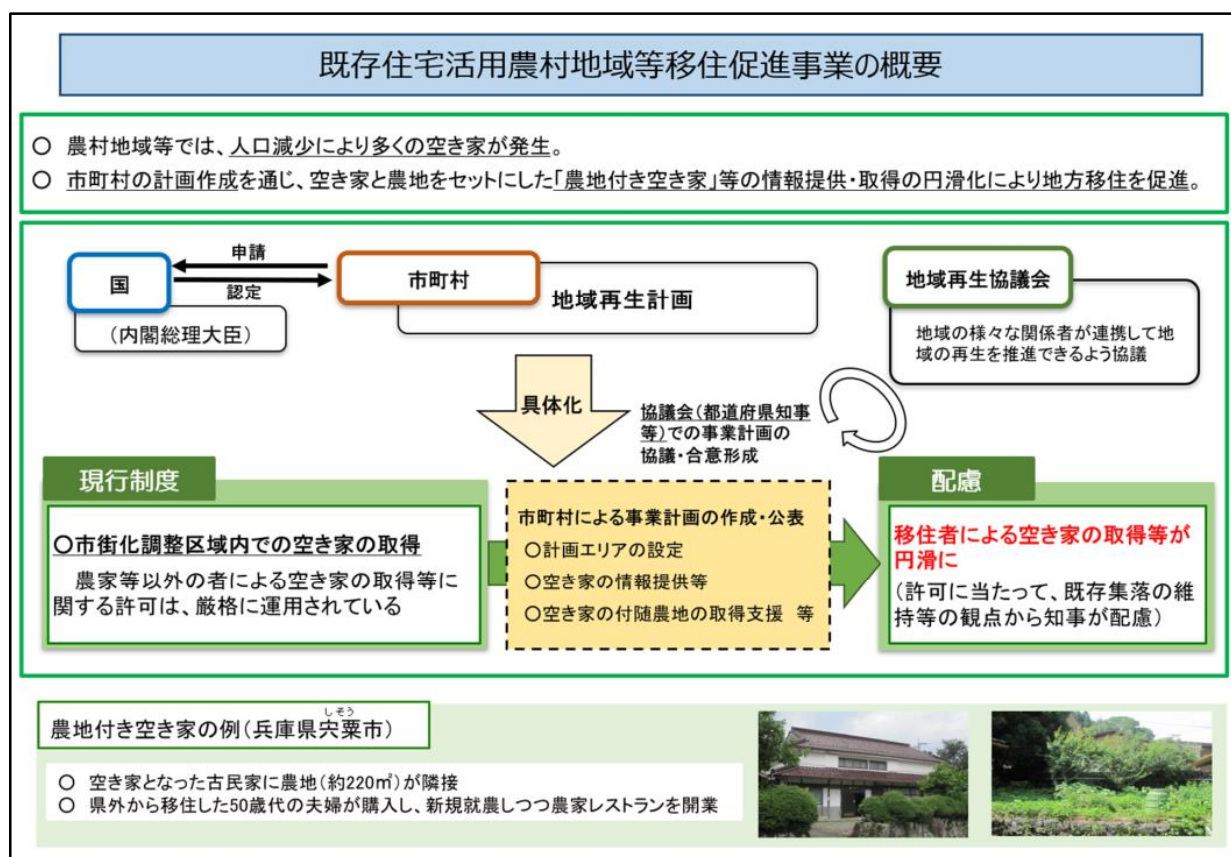 既存住宅活用農村地域等移住促進事業の概要
○ 農村地域等では、人口減少により多くの空き家が発生。
○ 市町村の計画作成を通じ、空き家と農地をセットにした「農地付き空き家」等の情報提供・取得の円滑化により地方移住を促進。
国
(内閣総理大臣)
申請
認定
市町村
地域再生計画
地域再生協議会
地域の様々な関係者が連携して地
域の再生を推進できるよう協議
具体化
協議会(都道府県知事
等)での事業計画の
協議・合意形成
現行制度
○市街化調整区域内での空き家の取得
農家等以外の者による空き家の取得等に
関する許可は、厳格に運用されている
市町村による事業計画の作成・公表
○計画エリアの設定
○空き家の情報提供等
○空き家の付随農地の取得支援 等
配慮
移住者による空き家の取得等が
円滑に
(許可に当たって、既存集落の維
持等の観点から知事が配慮)
しそう
農地付き空き家の例(兵庫県宍粟市)
○ 空き家となった古民家に農地(約220㎡)が隣接
○ 県外から移住した50歳代の夫婦が購入し、新規就農しつつ農家レストランを開業